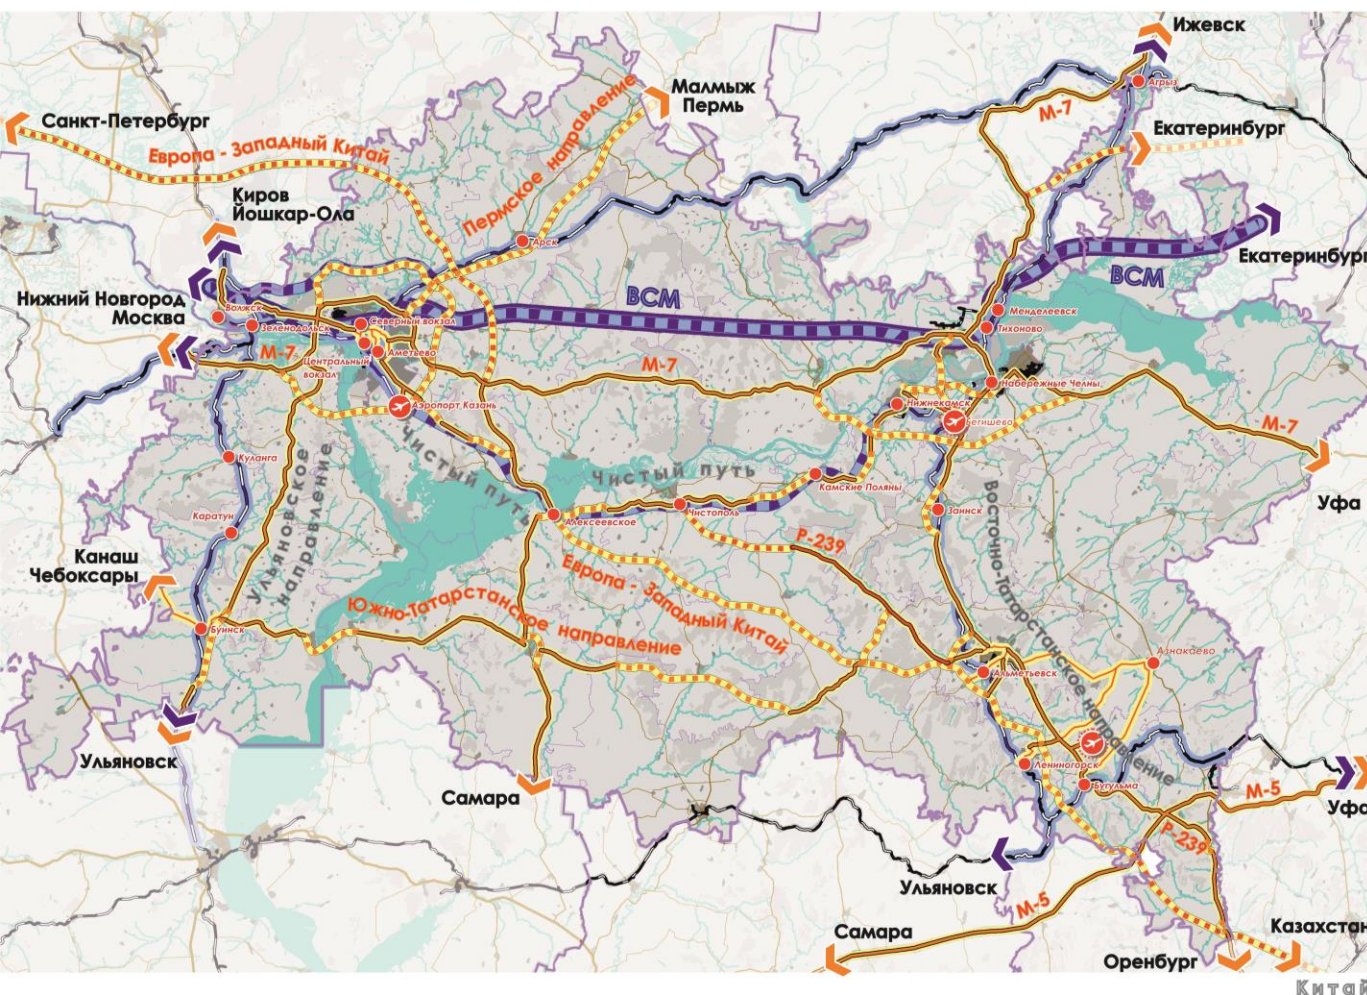 Ижевск
Агрыз
Малмыж
Пермь
М-7
Санкт-Петербург
Екатеринбург
Европа - Западный Китай
Пермское направление
Киров
Йошкар-Ола
Арск
Екатеринбург
ВСМ
ВСМ
Нижний Новгород
Москва
Волжск
Зеленодольск
Северный вокзал
Менделеевск
Тихоново
М-7
Центральный
вокзал
Аметьево
М-7
Набережные Челны
Аэропорт Казань
Нижнекамск
Бегишево
М-7
Чистый путь
Куланга
Чистый путь
Камские Поляны
Уфа
Каратун
Алексеевское
Чистополь
Заинск
Ульяновское
направление
Р-239
Восточно-Татарстанское направление
Канаш
Чебоксары
Европа - Западный Китай
Южно-Татарстанское направление
Буинск
Азнакаево
Альметьевск
Ульяновск
Лениногорск
Бугульма
Самара
М-5
Уфа
Р-239
Ульяновск
М-5
Самара
Казахстан
Оренбург
Китай